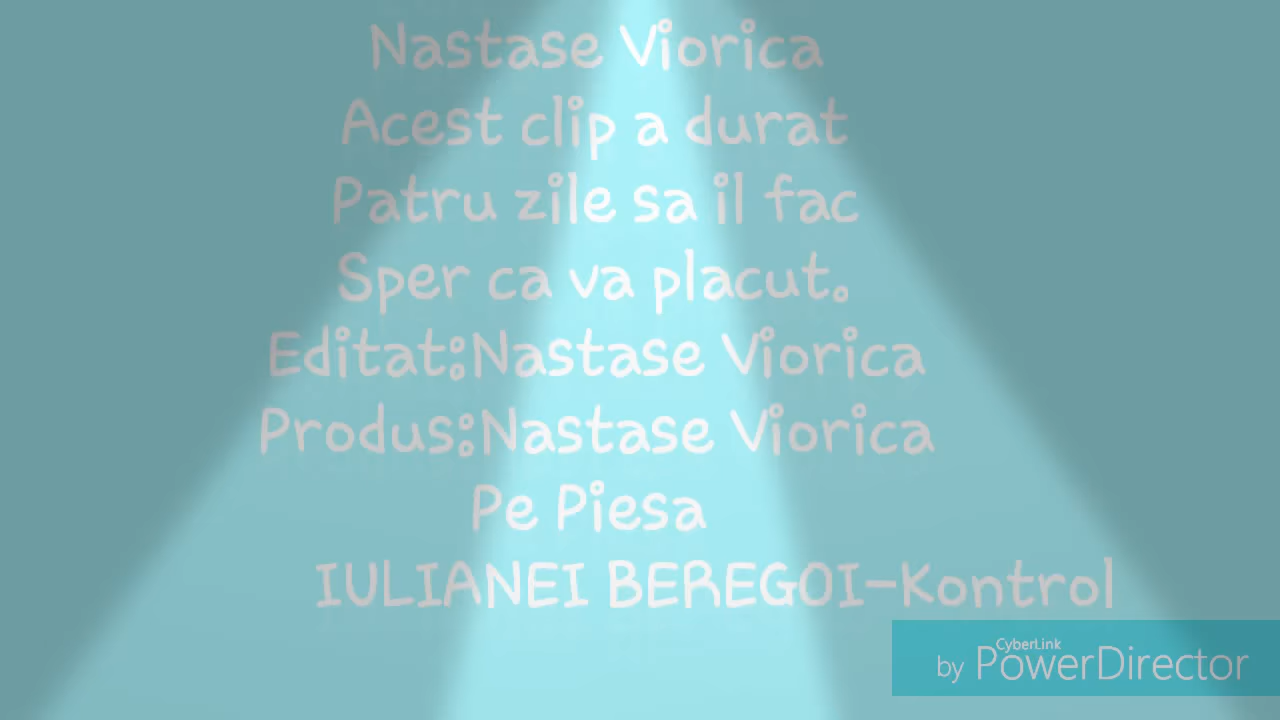 Nastase Viorica
Acest clip a durat
Patru zile sa il fac
Sper ca va placut.
Editat:Nastase Viorica
Produs:Nastase Viorica
Pe Piesa
IULIANEI BEREGOI-Kontrol
CyberLink
by PowerDirector